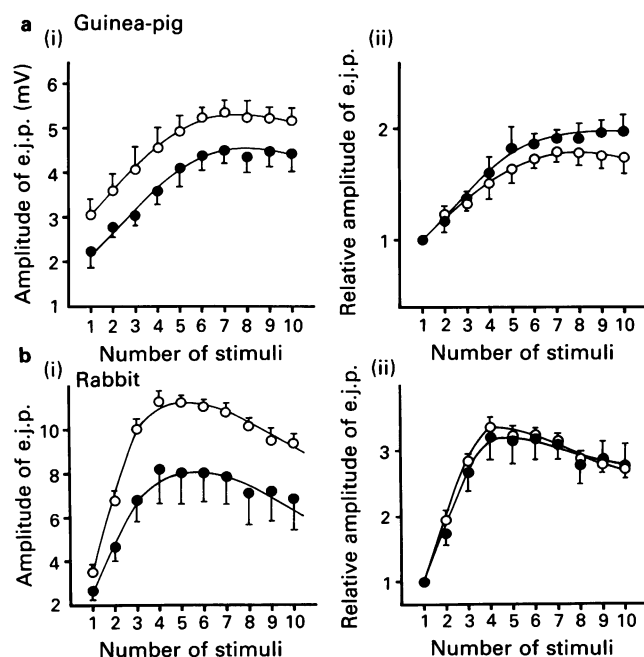 a Guinea-pig
(i)
Amplitude of e.j.p. (mV)
6
5
4
3
2
1
1 2 3 4 5 6 7 8 9 10
Number of stimuli
(ii)
Relative amplitude of e.j.p.
2
1
1 2 3 4 5 6 7 8 9 10
Number of stimuli
b (i) Rabbit
Amplitude of e.j.p.
10
8
6
4
2
1 2 3 4 5 6 7 8 9 10
Number of stimuli
(ii)
Relative amplitude of e.j.p.
3
2
1
1 2 3 4 5 6 7 8 9 10
Number of stimuli